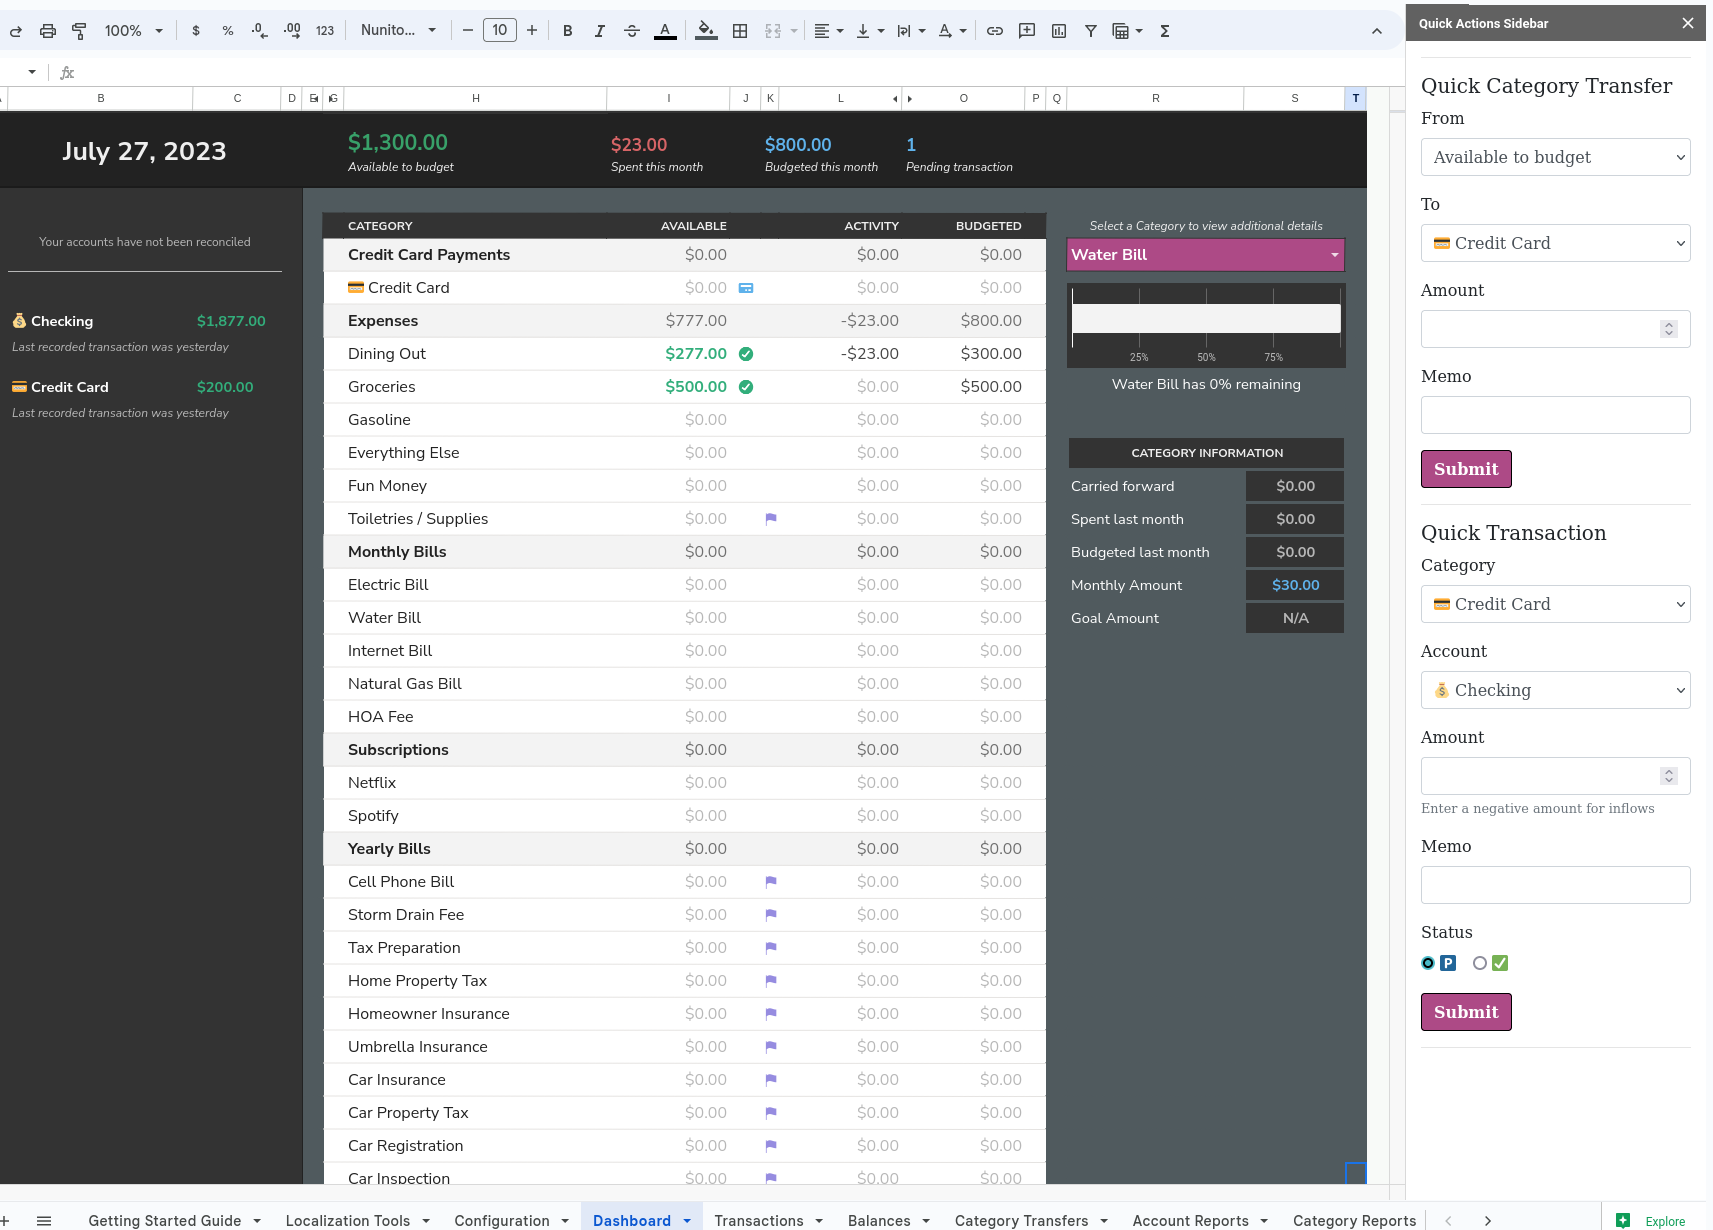 100%
$
%
.0
.00
123
Nunito...
10
B
I
A
A
Σ
Quick Actions Sidebar
fx
B C D E G H I J K L O P Q R S T
July 27, 2023
$1,300.00
Available to budget
$23.00
Spent this month
$800.00
Budgeted this month
1
Pending transaction
Your accounts have not been reconciled
Checking $1,877.00
Last recorded transaction was yesterday
Credit Card $200.00
Last recorded transaction was yesterday
CATEGORY AVAILABLE ACTIVITY BUDGETED
Credit Card Payments $0.00 $0.00 $0.00
Credit Card $0.00 $0.00 $0.00
Expenses $777.00 -$23.00 $800.00
Dining Out $277.00 -$23.00 $300.00
Groceries $500.00 $0.00 $500.00
Gasoline $0.00 $0.00 $0.00
Everything Else $0.00 $0.00 $0.00
Fun Money $0.00 $0.00 $0.00
Toiletries / Supplies $0.00 $0.00 $0.00
Monthly Bills $0.00 $0.00 $0.00
Electric Bill $0.00 $0.00 $0.00
Water Bill $0.00 $0.00 $0.00
Internet Bill $0.00 $0.00 $0.00
Natural Gas Bill $0.00 $0.00 $0.00
HOA Fee $0.00 $0.00 $0.00
Subscriptions $0.00 $0.00 $0.00
Netflix $0.00 $0.00 $0.00
Spotify $0.00 $0.00 $0.00
Yearly Bills $0.00 $0.00 $0.00
Cell Phone Bill $0.00 $0.00 $0.00
Storm Drain Fee $0.00 $0.00 $0.00
Tax Preparation $0.00 $0.00 $0.00
Home Property Tax $0.00 $0.00 $0.00
Homeowner Insurance $0.00 $0.00 $0.00
Umbrella Insurance $0.00 $0.00 $0.00
Car Insurance $0.00 $0.00 $0.00
Car Property Tax $0.00 $0.00 $0.00
Car Registration $0.00 $0.00 $0.00
Car Inspection $0.00 $0.00 $0.00
Select a Category to view additional details
Water Bill
25% 50% 75%
Water Bill has 0% remaining
CATEGORY INFORMATION
Carried forward $0.00
Spent last month $0.00
Budgeted last month $0.00
Monthly Amount $30.00
Goal Amount N/A
Quick Category Transfer
From
Available to budget
To
Credit Card
Amount
Memo
Submit
Quick Transaction
Category
Credit Card
Account
Checking
Amount
Enter a negative amount for inflows
Memo
Status
P
Submit
Getting Started Guide Localization Tools Configuration Dashboard Transactions Balances Category Transfers Account Reports Category Reports
Explore